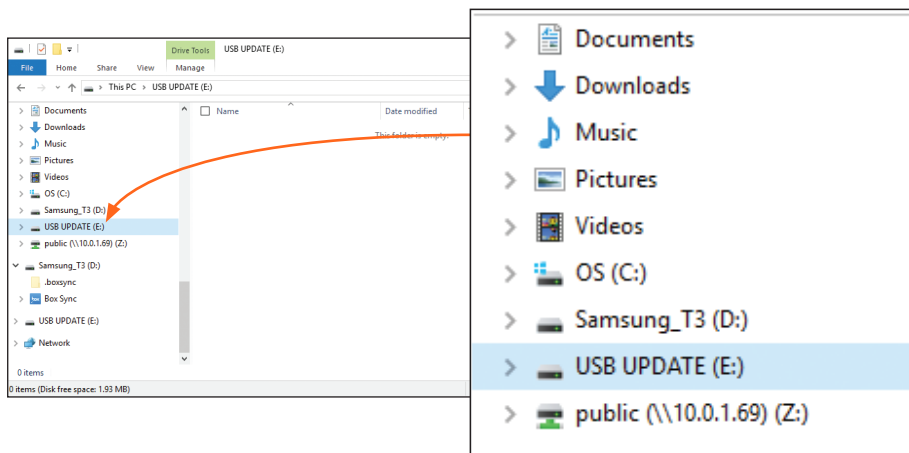 Drive Tools USB UPDATE (E:)
File Home Share View Manage
This PC > USB UPDATE (E:)
Documents
Downloads
Music
Pictures
Videos
OS (C:)
Samsung_T3 (D:)
USB UPDATE (E:)
public (\\10.0.1.69) (Z:)
Samsung_T3 (D:)
.boxsync
Box Sync
USB UPDATE (E:)
Network
Name Date modified
This folder is empty.
0 items
0 items (Disk free space: 1.93 MB)
Documents
Downloads
Music
Pictures
Videos
OS (C:)
Samsung_T3 (D:)
USB UPDATE (E:)
public (\\10.0.1.69) (Z:)